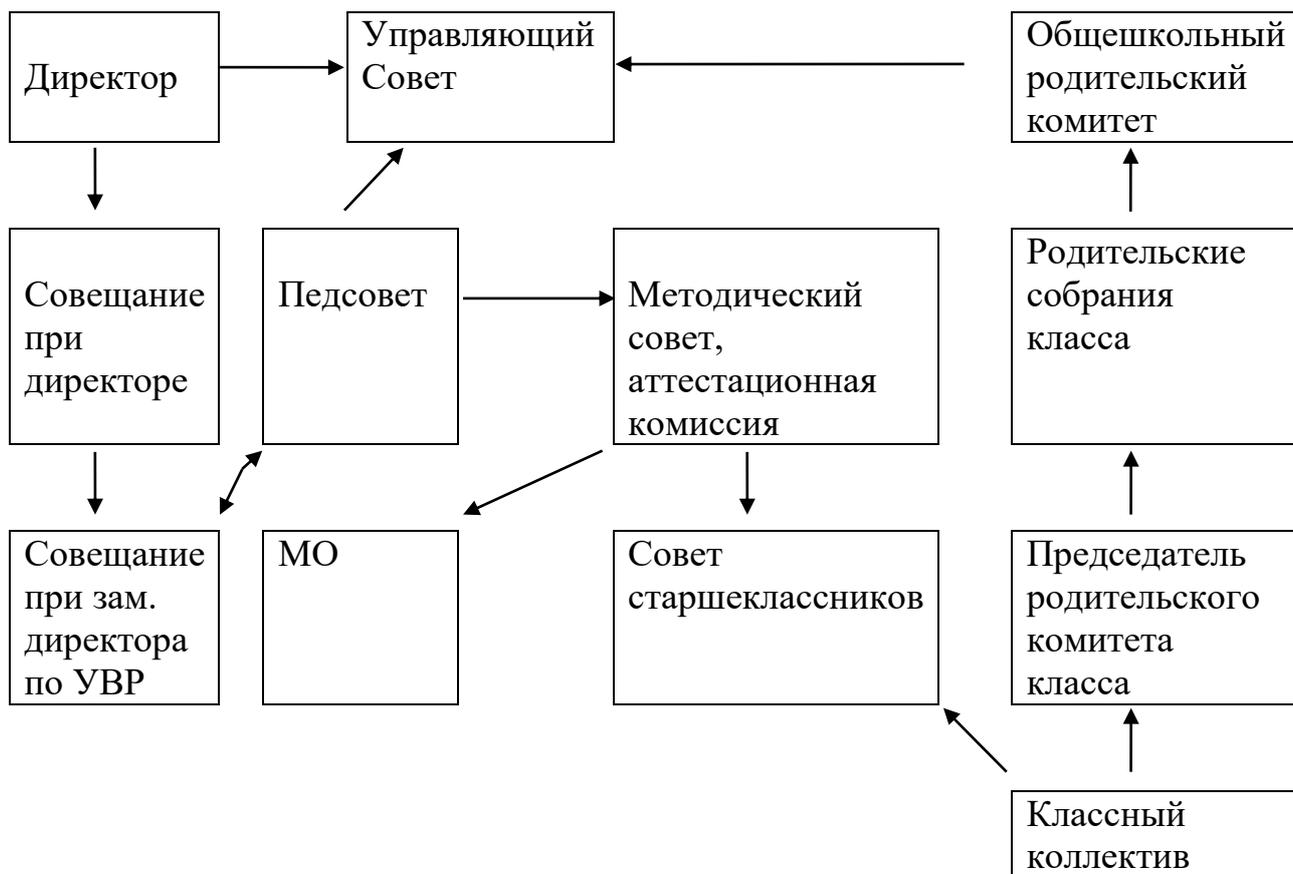 Директор
Управляющий
Совет
Общешкольный
родительский
комитет
Совещание
при
директоре
Педсовет
Методический
совет,
аттестационная
комиссия
Родительские
собрания
класса
Совещание
при зам.
директора
по УВР
МО
Совет
старшеклассников
Председатель
родительского
комитета
класса
Классный
коллектив